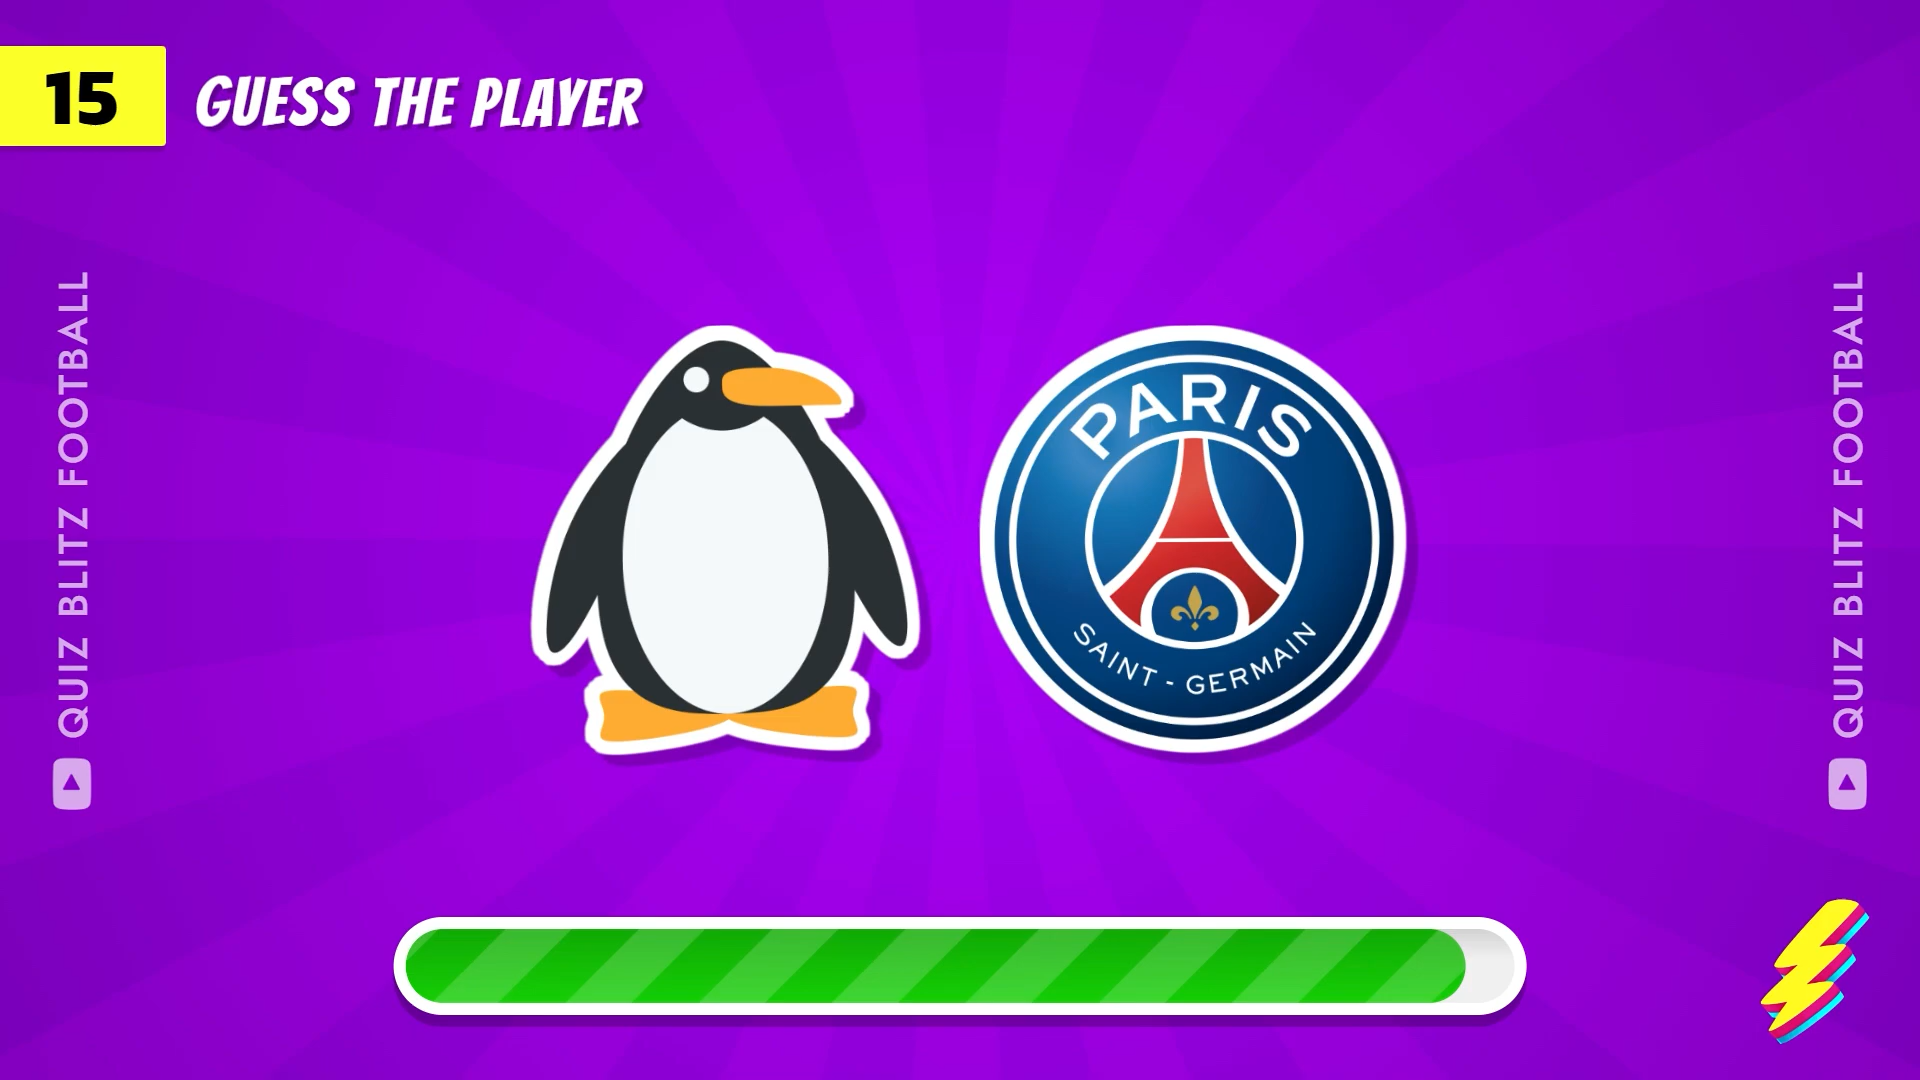 15
GUESS THE PLAYER
QUIZ BLITZ FOOTBALL
PARIS
SAINT - GERMAIN
QUIZ BLITZ FOOTBALL